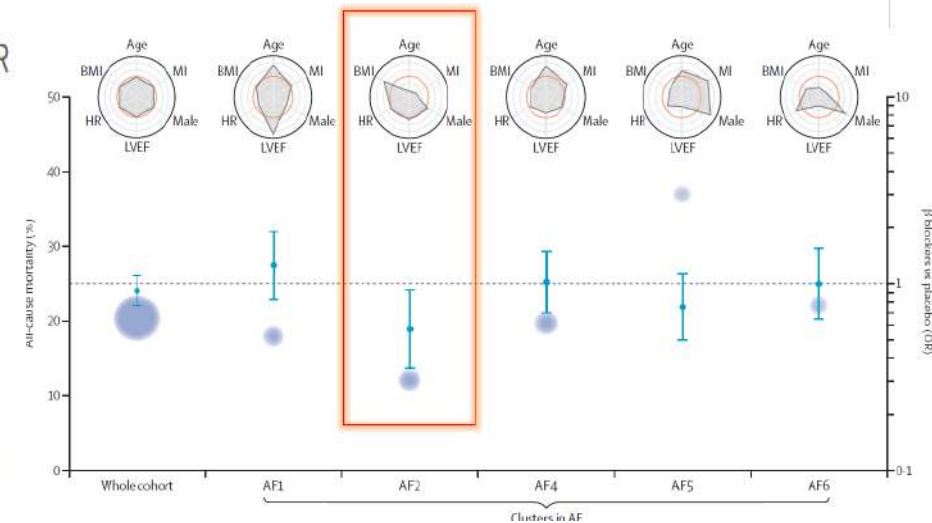 R
Age Age Age Age Age Age
BMI MI BMI MI BMI MI BMI MI BMI MI BMI MI
HR Male HR Male HR Male HR Male HR Male HR Male
LVEF LVEF LVEF LVEF LVEF LVEF
All-cause mortality (%)
50
40
30
20
10
0
10
1
0·1
β blockers vs placebo (OR)
Whole cohort AF1 AF2 AF4 AF5 AF6
Clusters in AF